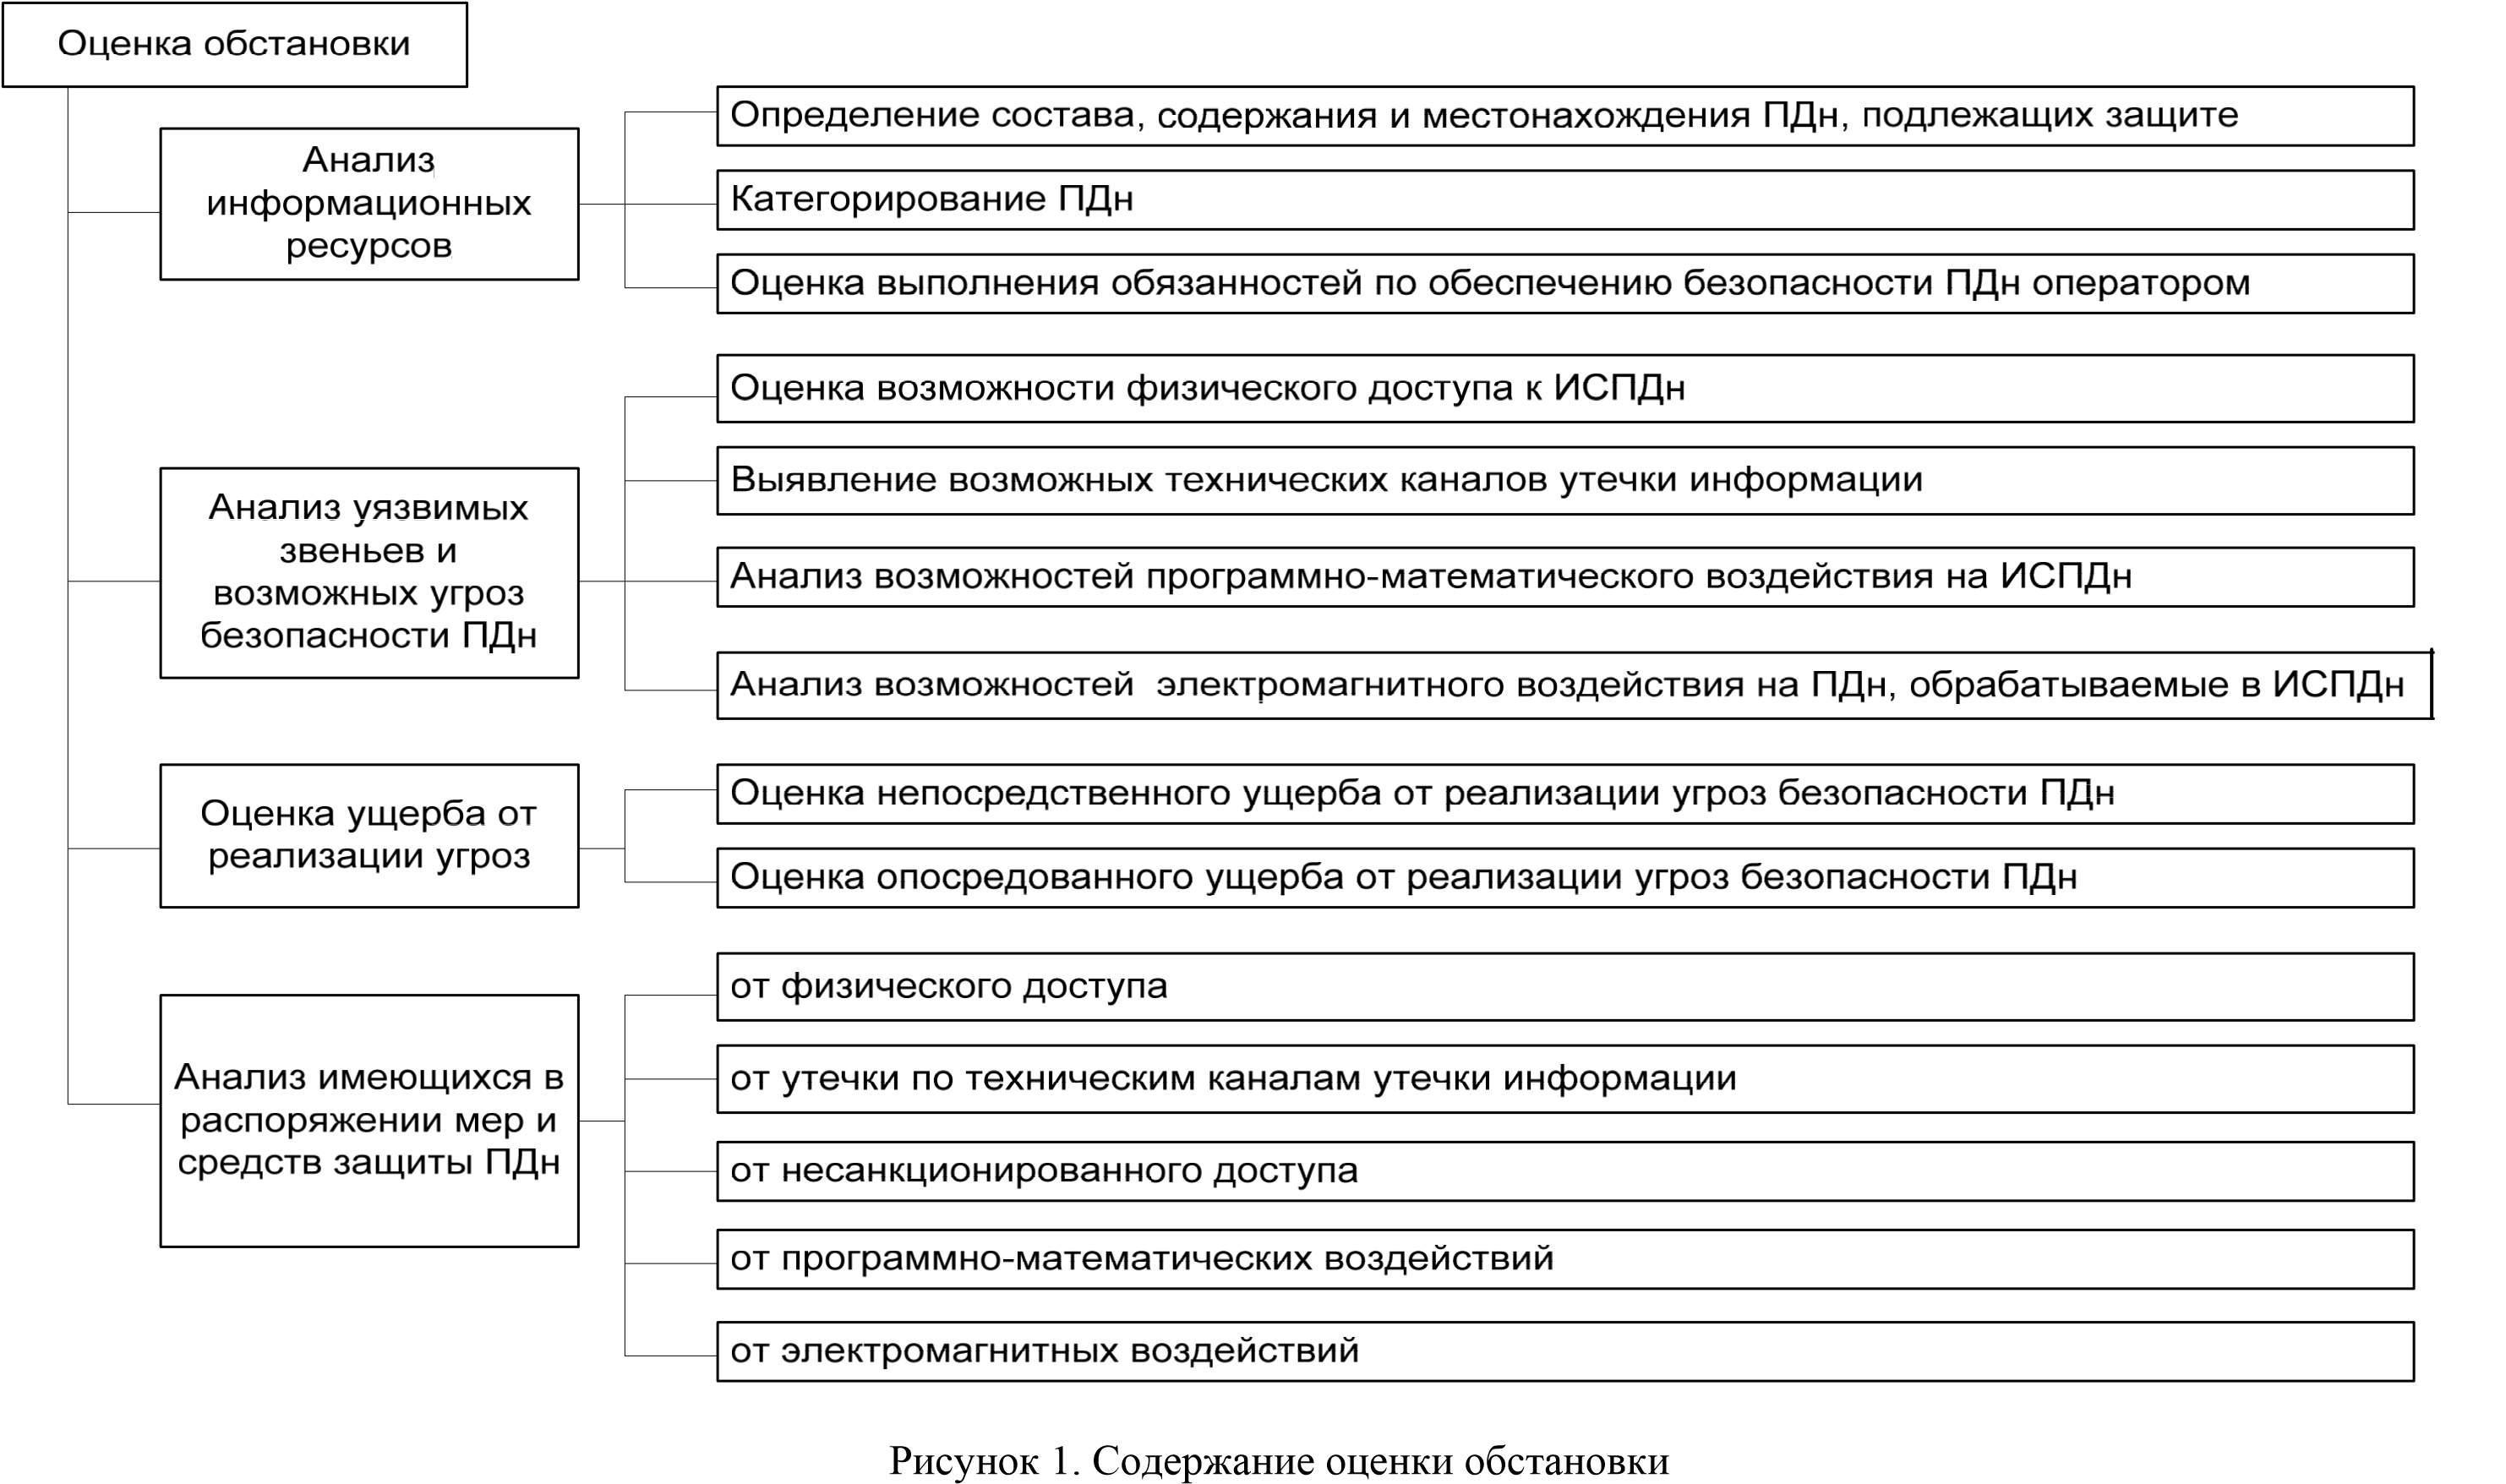 Оценка обстановки
Анализ
информационных
ресурсов
Определение состава, содержания и местонахождения ПДн, подлежащих защите
Категорирование ПДн
Оценка выполнения обязанностей по обеспечению безопасности ПДн оператором
Анализ уязвимых
звеньев и
возможных угроз
безопасности ПДн
Оценка возможности физического доступа к ИСПДн
Выявление возможных технических каналов утечки информации
Анализ возможностей программно-математического воздействия на ИСПДн
Анализ возможностей электромагнитного воздействия на ПДн, обрабатываемые в ИСПДн
Оценка ущерба от
реализации угроз
Оценка непосредственного ущерба от реализации угроз безопасности ПДн
Оценка опосредованного ущерба от реализации угроз безопасности ПДн
Анализ имеющихся в
распоряжении мер и
средств защиты ПДн
от физического доступа
от утечки по техническим каналам утечки информации
от несанкционированного доступа
от программно-математических воздействий
от электромагнитных воздействий
Рисунок 1. Содержание оценки обстановки